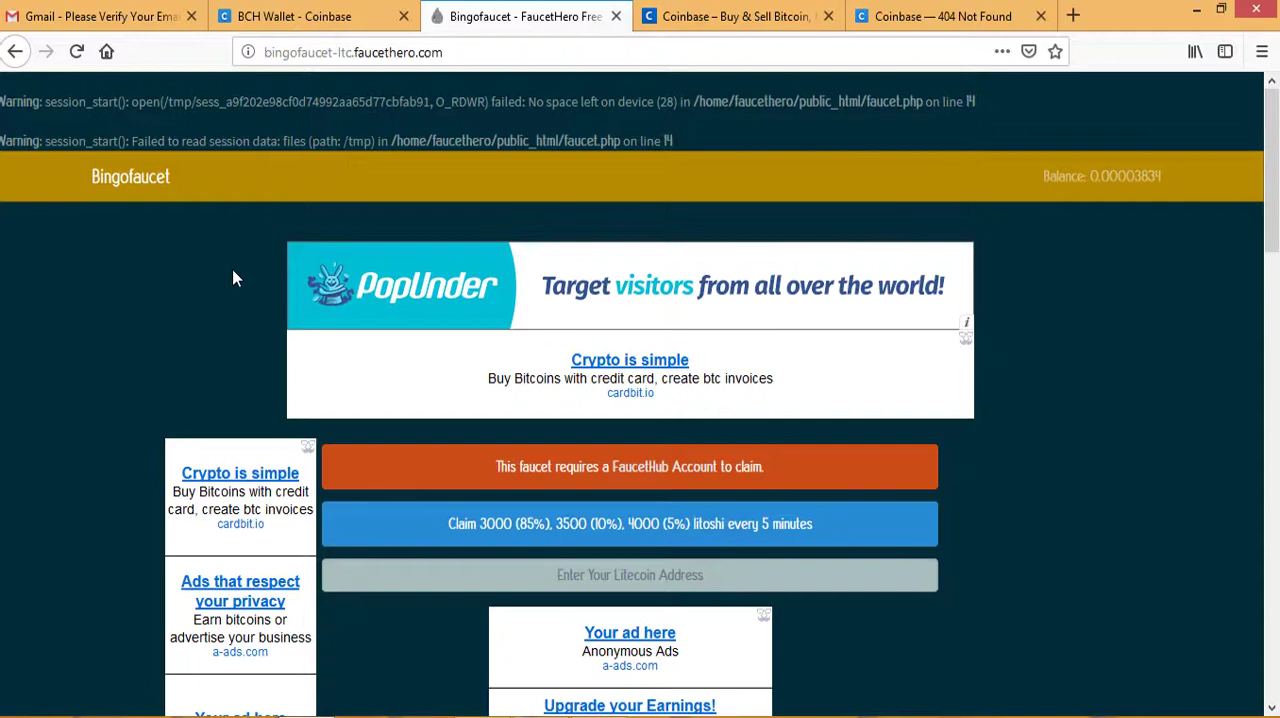 Gmail - Please Verify Your Ema
BCH Wallet - Coinbase
Bingofaucet - FaucetHero Free
Coinbase – Buy & Sell Bitcoin,
Coinbase — 404 Not Found
bingofaucet-ltc.faucethero.com
Warning: session_start(): open(/tmp/sess_a9f202e98cf0d74992aa65d77cbfab91, O_RDWR) failed: No space left on device (28) in /home/faucethero/public_html/faucet.php on line 14
Warning: session_start(): Failed to read session data: files (path: /tmp) in /home/faucethero/public_html/faucet.php on line 14
Bingofaucet
Balance: 0.00003834
PopUnder
Target visitors from all over the world!
Crypto is simple
Buy Bitcoins with credit card, create btc invoices
cardbit.io
This faucet requires a FaucetHub Account to claim.
Crypto is simple
Buy Bitcoins with credit
card, create btc invoices
cardbit.io
Claim 3000 (85%), 3500 (10%), 4000 (5%) litoshi every 5 minutes
Enter Your Litecoin Address
Ads that respect
your privacy
Earn bitcoins or
advertise your business
a-ads.com
Your ad here
Anonymous Ads
a-ads.com
Upgrade your Earnings!
Your ad here